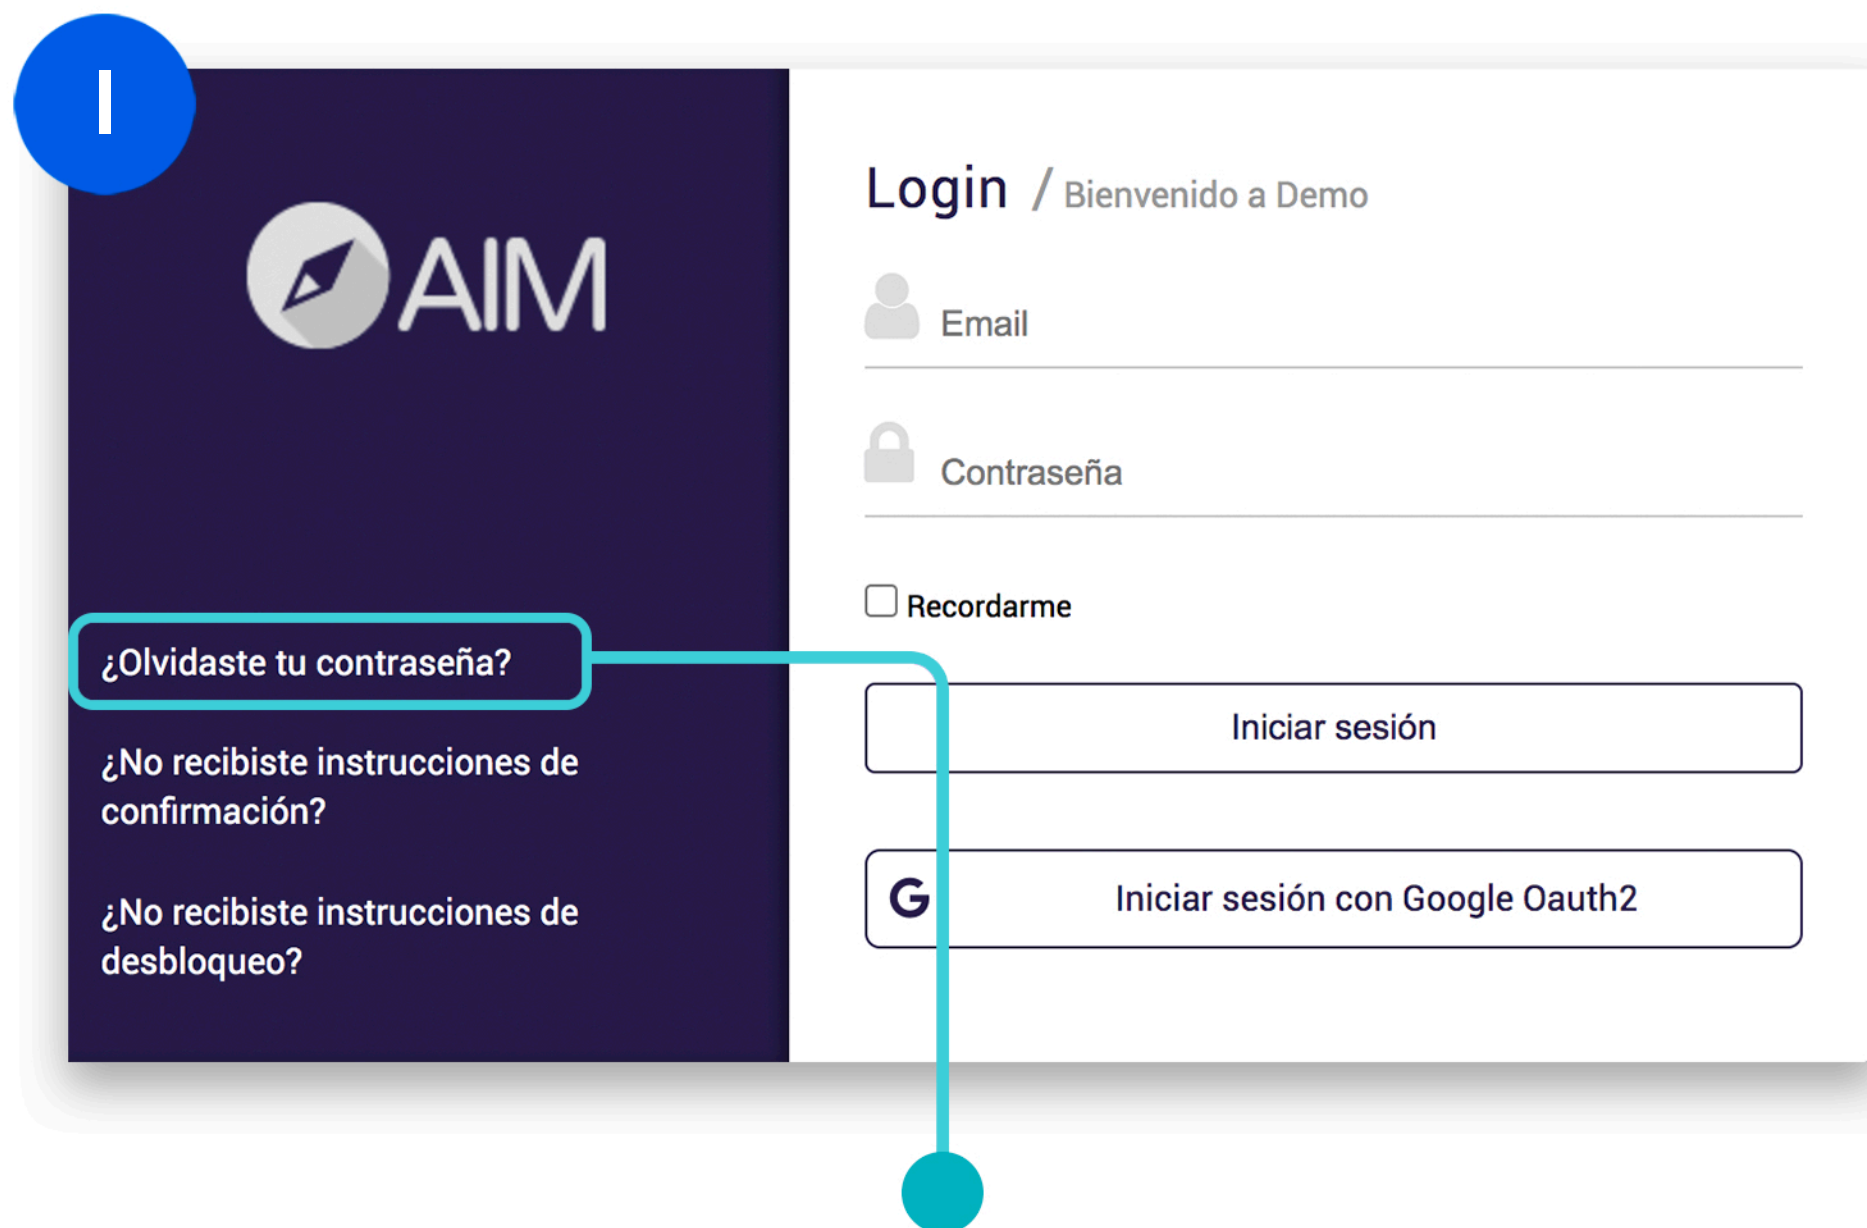 I
AIM
Login / Bienvenido a Demo
Email
Contraseña
Recordarme
¿Olvidaste tu contraseña?
Iniciar sesión
¿No recibiste instrucciones de
confirmación?
G Iniciar sesión con Google Oauth2
¿No recibiste instrucciones de
desbloqueo?